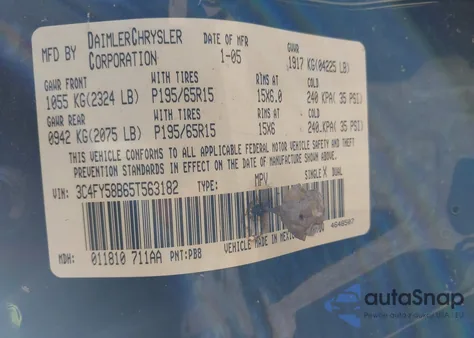 MFD BY DAIMLERCHRYSLER CORPORATION DATE OF MFR 1-05 GVWR 1917 KG(04225 LB)
GAWR FRONT WITH TIRES RIMS AT COLD
1055 KG(2324 LB) P195/65R15 15X6.0 240 KPA( 35 PSI)
GAWR REAR WITH TIRES RIMS AT COLD
0942 KG(2075 LB) P195/65R15 15X6 240 KPA( 35 PSI)
THIS VEHICLE CONFORMS TO ALL APPLICABLE FEDERAL MOTOR VEHICLE SAFETY AND THEFT PREVENTION
STANDARDS IN EFFECT ON THE DATE OF MANUFACTURE SHOWN ABOVE.
VIN: 3C4FY58B65T563182 TYPE: MPV SINGLE X DUAL
MDH: 011810 711AA PNT:PB8 VEHICLE MADE IN MEXICO
autoSnap